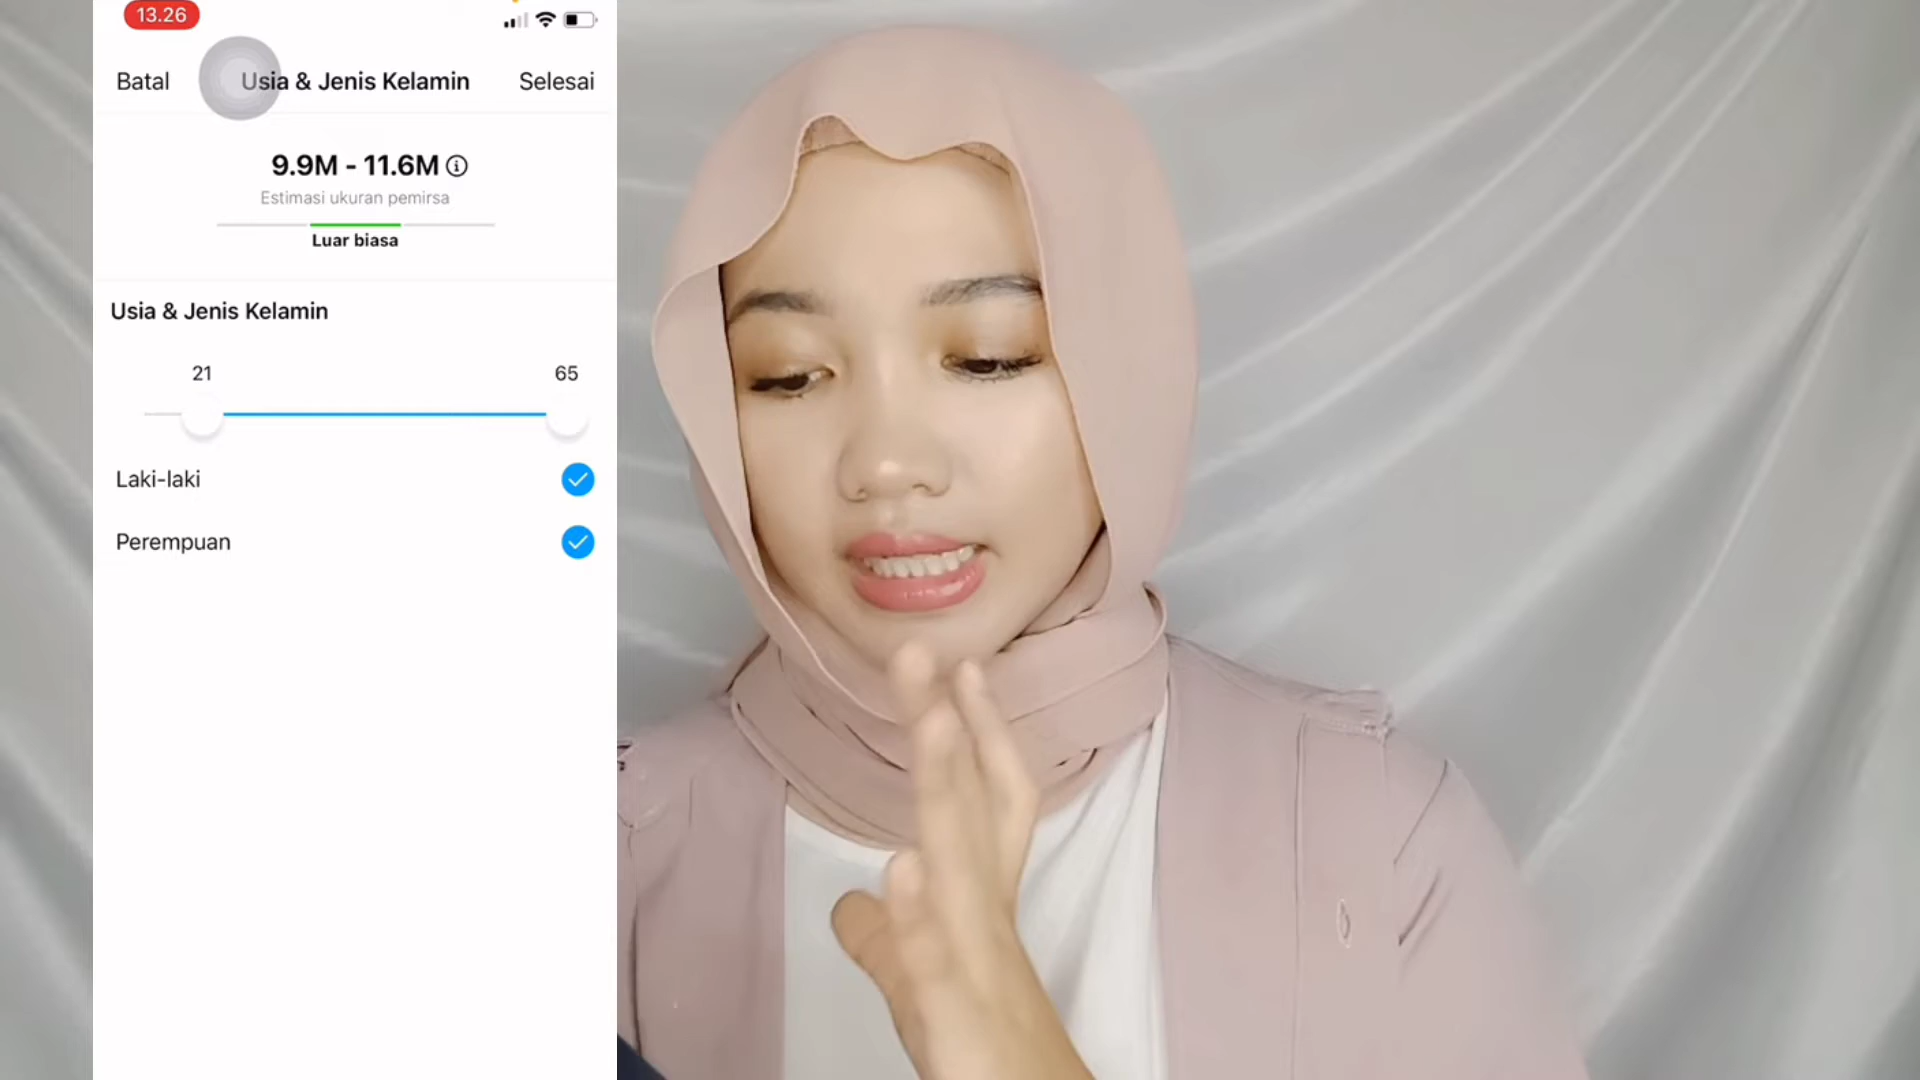 13.26
Batal Usia & Jenis Kelamin Selesai
9.9M - 11.6M
Estimasi ukuran pemirsa
Luar biasa
Usia & Jenis Kelamin
21 65
Laki-laki
Perempuan